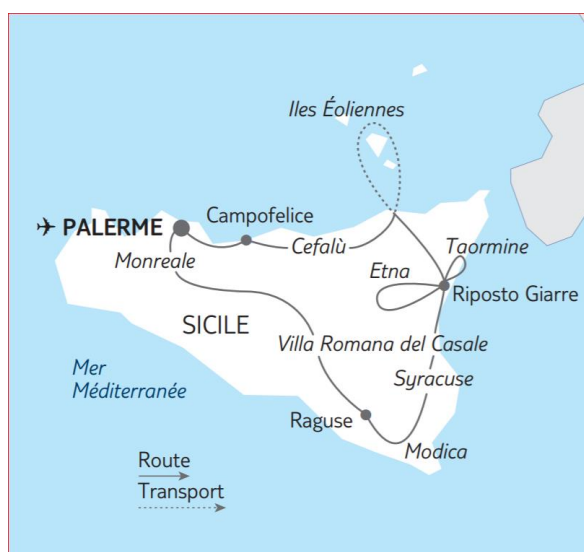 Iles Éoliennes
PALERME
Campofelice
Monreale
Cefalù
Taormine
Etna
Riposto Giarre
SICILE
Villa Romana del Casale
Mer
Méditerranée
Syracuse
Raguse
Modica
Route
Transport